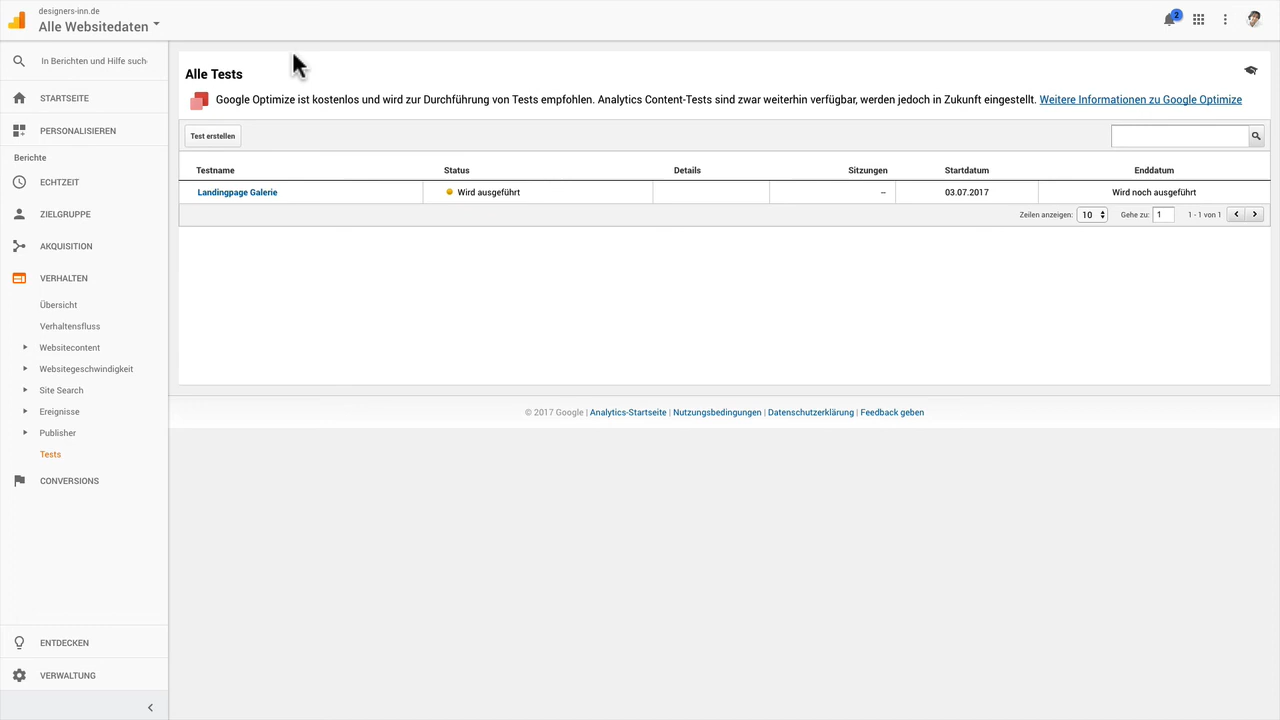 designers-inn.de
Alle Websitedaten
2
In Berichten und Hilfe such
STARTSEITE
PERSONALISIEREN
Berichte
ECHTZEIT
ZIELGRUPPE
AKQUISITION
VERHALTEN
Übersicht
Verhaltensfluss
Websitecontent
Websitegeschwindigkeit
Site Search
Ereignisse
Publisher
Tests
CONVERSIONS
ENTDECKEN
VERWALTUNG
Alle Tests
Google Optimize ist kostenlos und wird zur Durchführung von Tests empfohlen. Analytics Content-Tests sind zwar weiterhin verfügbar, werden jedoch in Zukunft eingestellt. Weitere Informationen zu Google Optimize
Test erstellen
Testname Status Details Sitzungen Startdatum Enddatum
Landingpage Galerie Wird ausgeführt – 03.07.2017 Wird noch ausgeführt
Zeilen anzeigen: 10 Gehe zu: 1 1 - 1 von 1
© 2017 Google | Analytics-Startseite | Nutzungsbedingungen | Datenschutzerklärung | Feedback geben